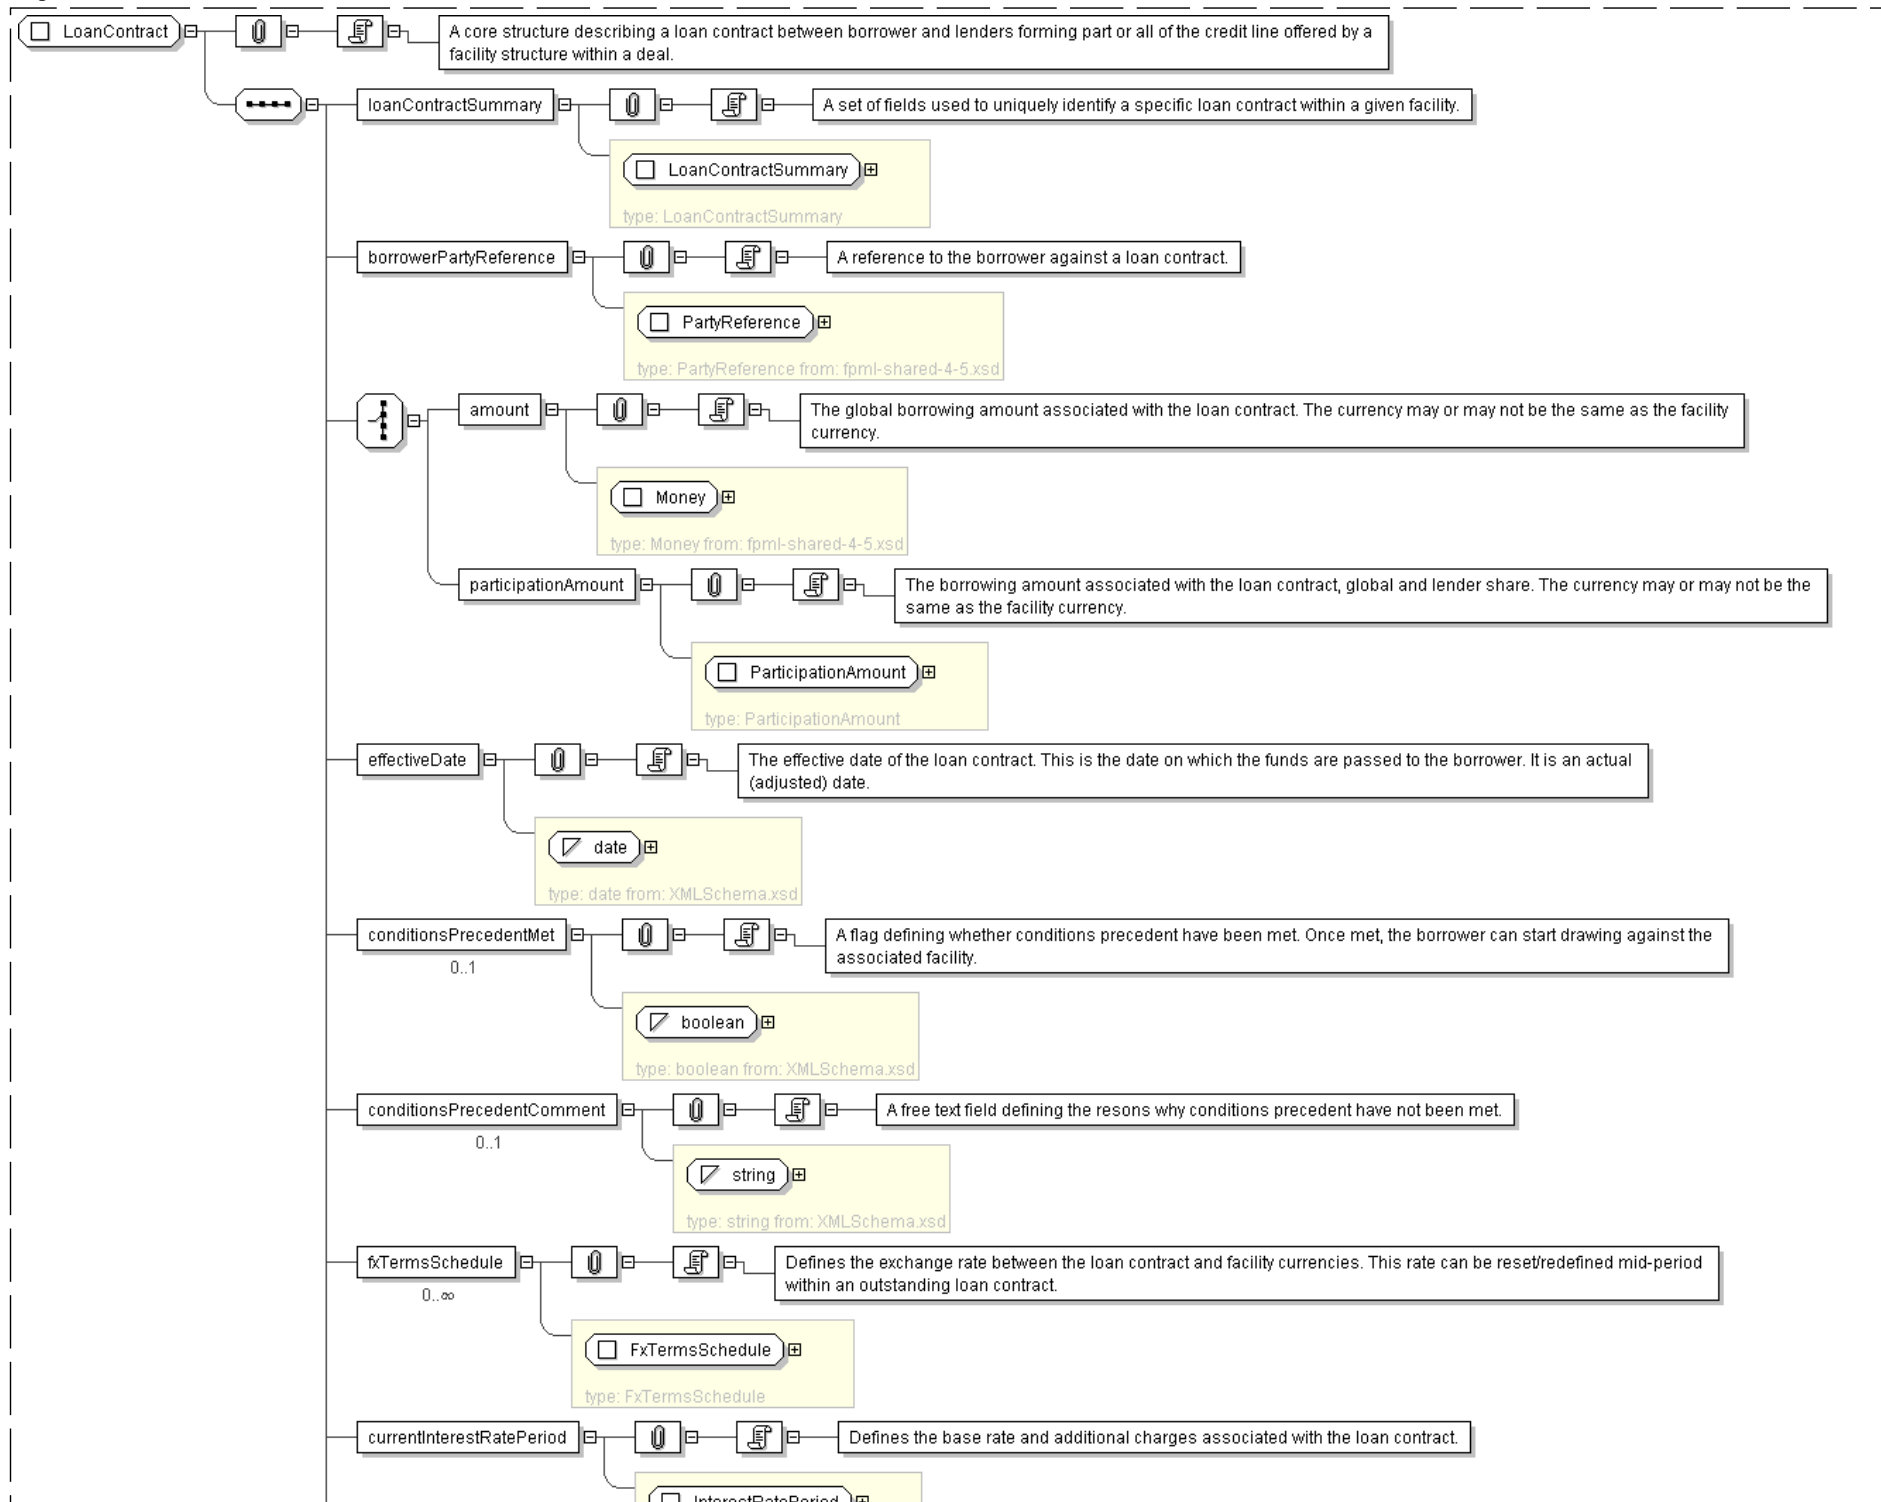 LoanContract
A core structure describing a loan contract between borrower and lenders forming part or all of the credit line offered by a
facility structure within a deal.
loanContractSummary
A set of fields used to uniquely identify a specific loan contract within a given facility.
LoanContractSummary
type: LoanContractSummary
borrowerPartyReference
A reference to the borrower against a loan contract.
PartyReference
type: PartyReference from: fpml-shared-4-5.xsd
amount
The global borrowing amount associated with the loan contract. The currency may or may not be the same as the facility
currency.
Money
type: Money from: fpml-shared-4-5.xsd
participationAmount
The borrowing amount associated with the loan contract, global and lender share. The currency may or may not be the
same as the facility currency.
ParticipationAmount
type: ParticipationAmount
effectiveDate
The effective date of the loan contract. This is the date on which the funds are passed to the borrower. It is an actual
(adjusted) date.
date
type: date from: XMLSchema.xsd
conditionsPrecedentMet
0..1
A flag defining whether conditions precedent have been met. Once met, the borrower can start drawing against the
associated facility.
boolean
type: boolean from: XMLSchema.xsd
conditionsPrecedentComment
0..1
A free text field defining the resons why conditions precedent have not been met.
string
type: string from: XMLSchema.xsd
fxTermsSchedule
0..∞
Defines the exchange rate between the loan contract and facility currencies. This rate can be reset/redefined mid-period
within an outstanding loan contract.
FxTermsSchedule
type: FxTermsSchedule
currentInterestRatePeriod
Defines the base rate and additional charges associated with the loan contract.
InterestRatePeriod